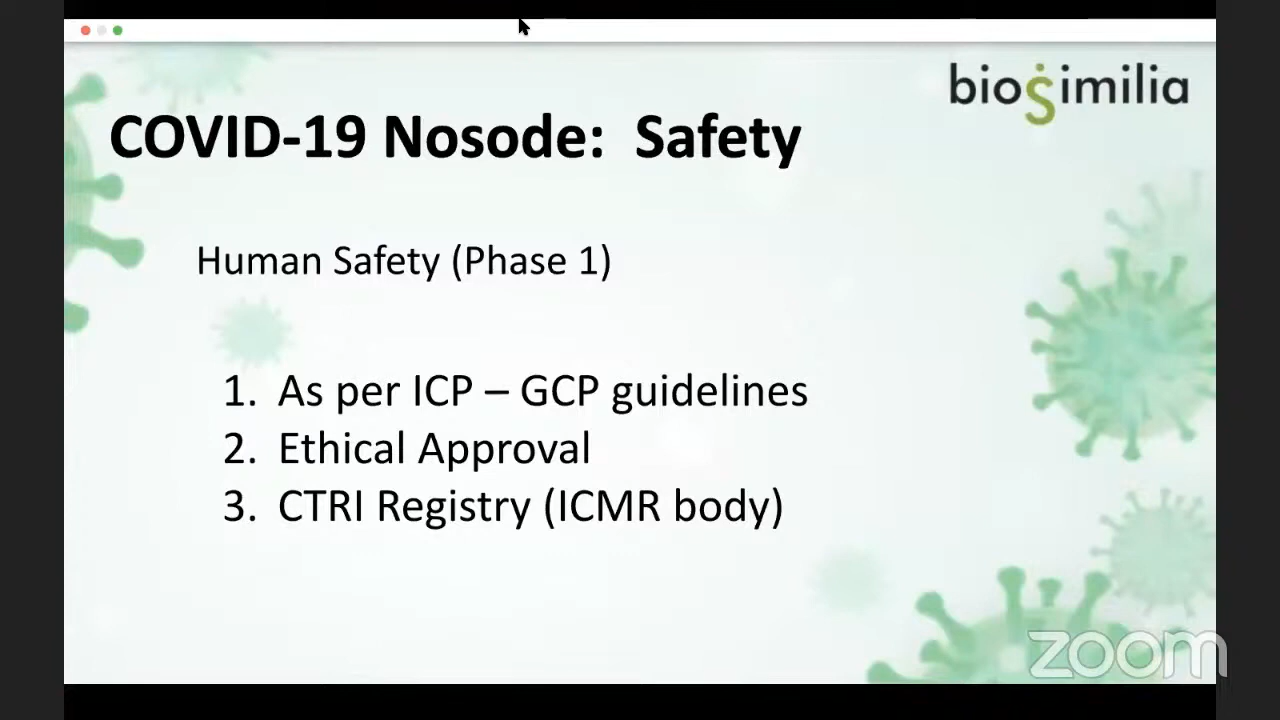 bioSimilia
COVID-19 Nosode: Safety
Human Safety (Phase 1)
1. As per ICP – GCP guidelines
2. Ethical Approval
3. CTRI Registry (ICMR body)
zoom